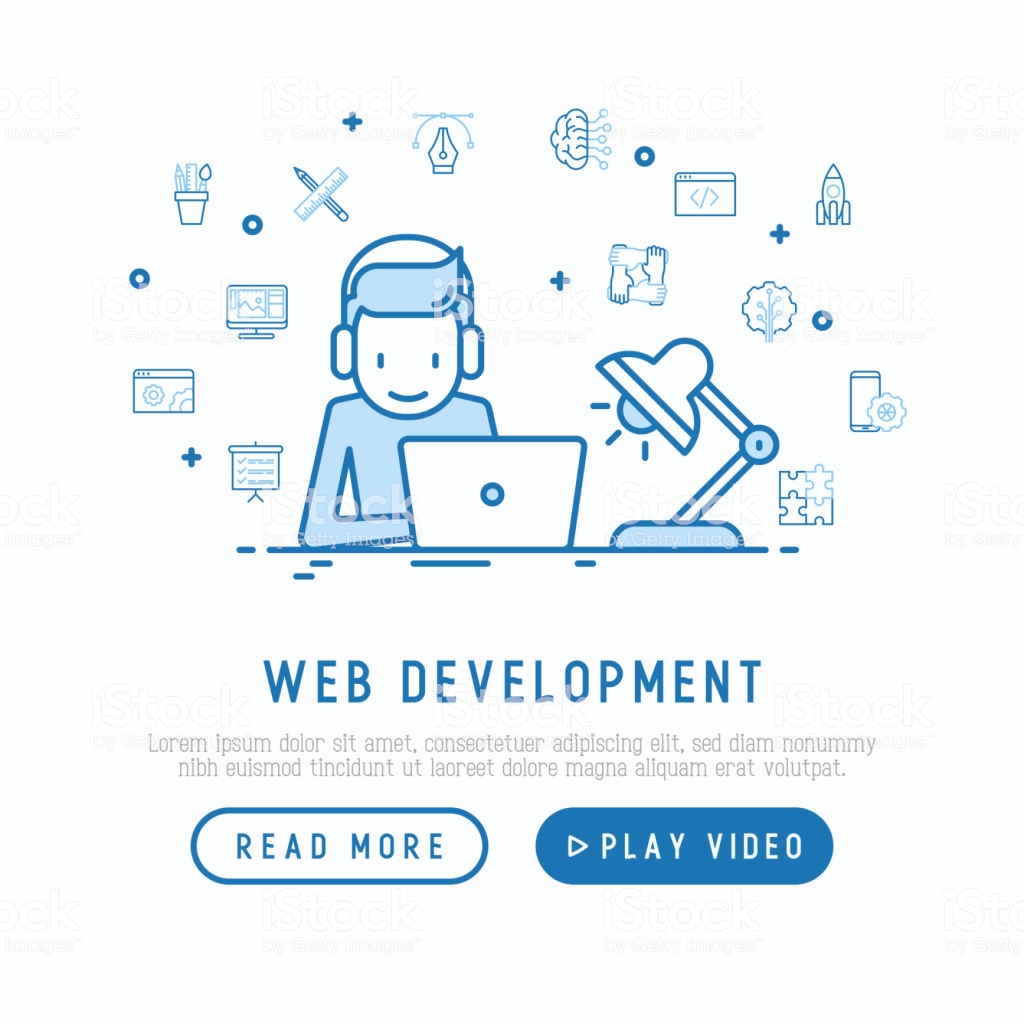 iStock
by Getty Images™
</>
WEB DEVELOPMENT
Lorem ipsum dolor sit amet, consectetuer adipiscing elit, sed diam nonummy
nibh euismod tincidunt ut laoreet dolore magna aliquam erat volutpat.
READ MORE
PLAY VIDEO